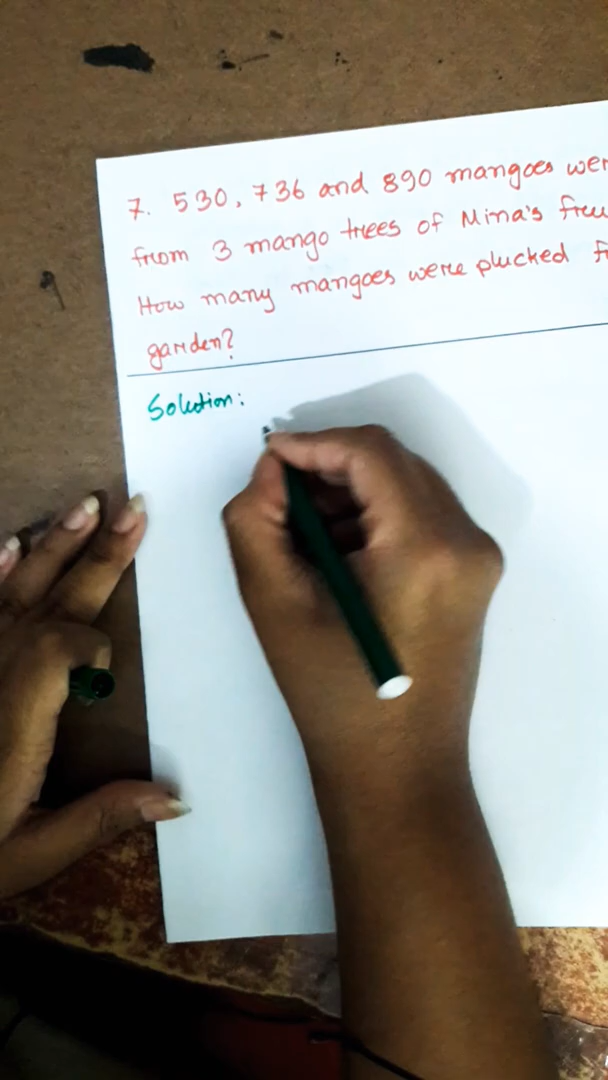 7. 530, 736 and 890 mangoes
from 3 mango trees of Mina's
How many mangoes were plucked
garden?
Solution: